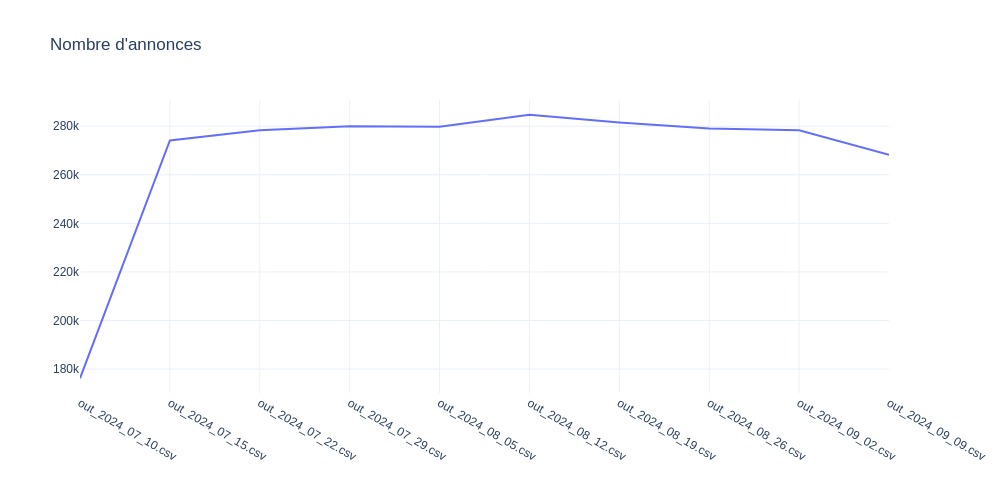 Nombre d'annonces
280k
260k
240k
220k
200k
180k
out_2024_07_10.csv
out_2024_07_15.csv
out_2024_07_22.csv
out_2024_07_29.csv
out_2024_08_05.csv
out_2024_08_12.csv
out_2024_08_19.csv
out_2024_08_26.csv
out_2024_09_02.csv
out_2024_09_09.csv